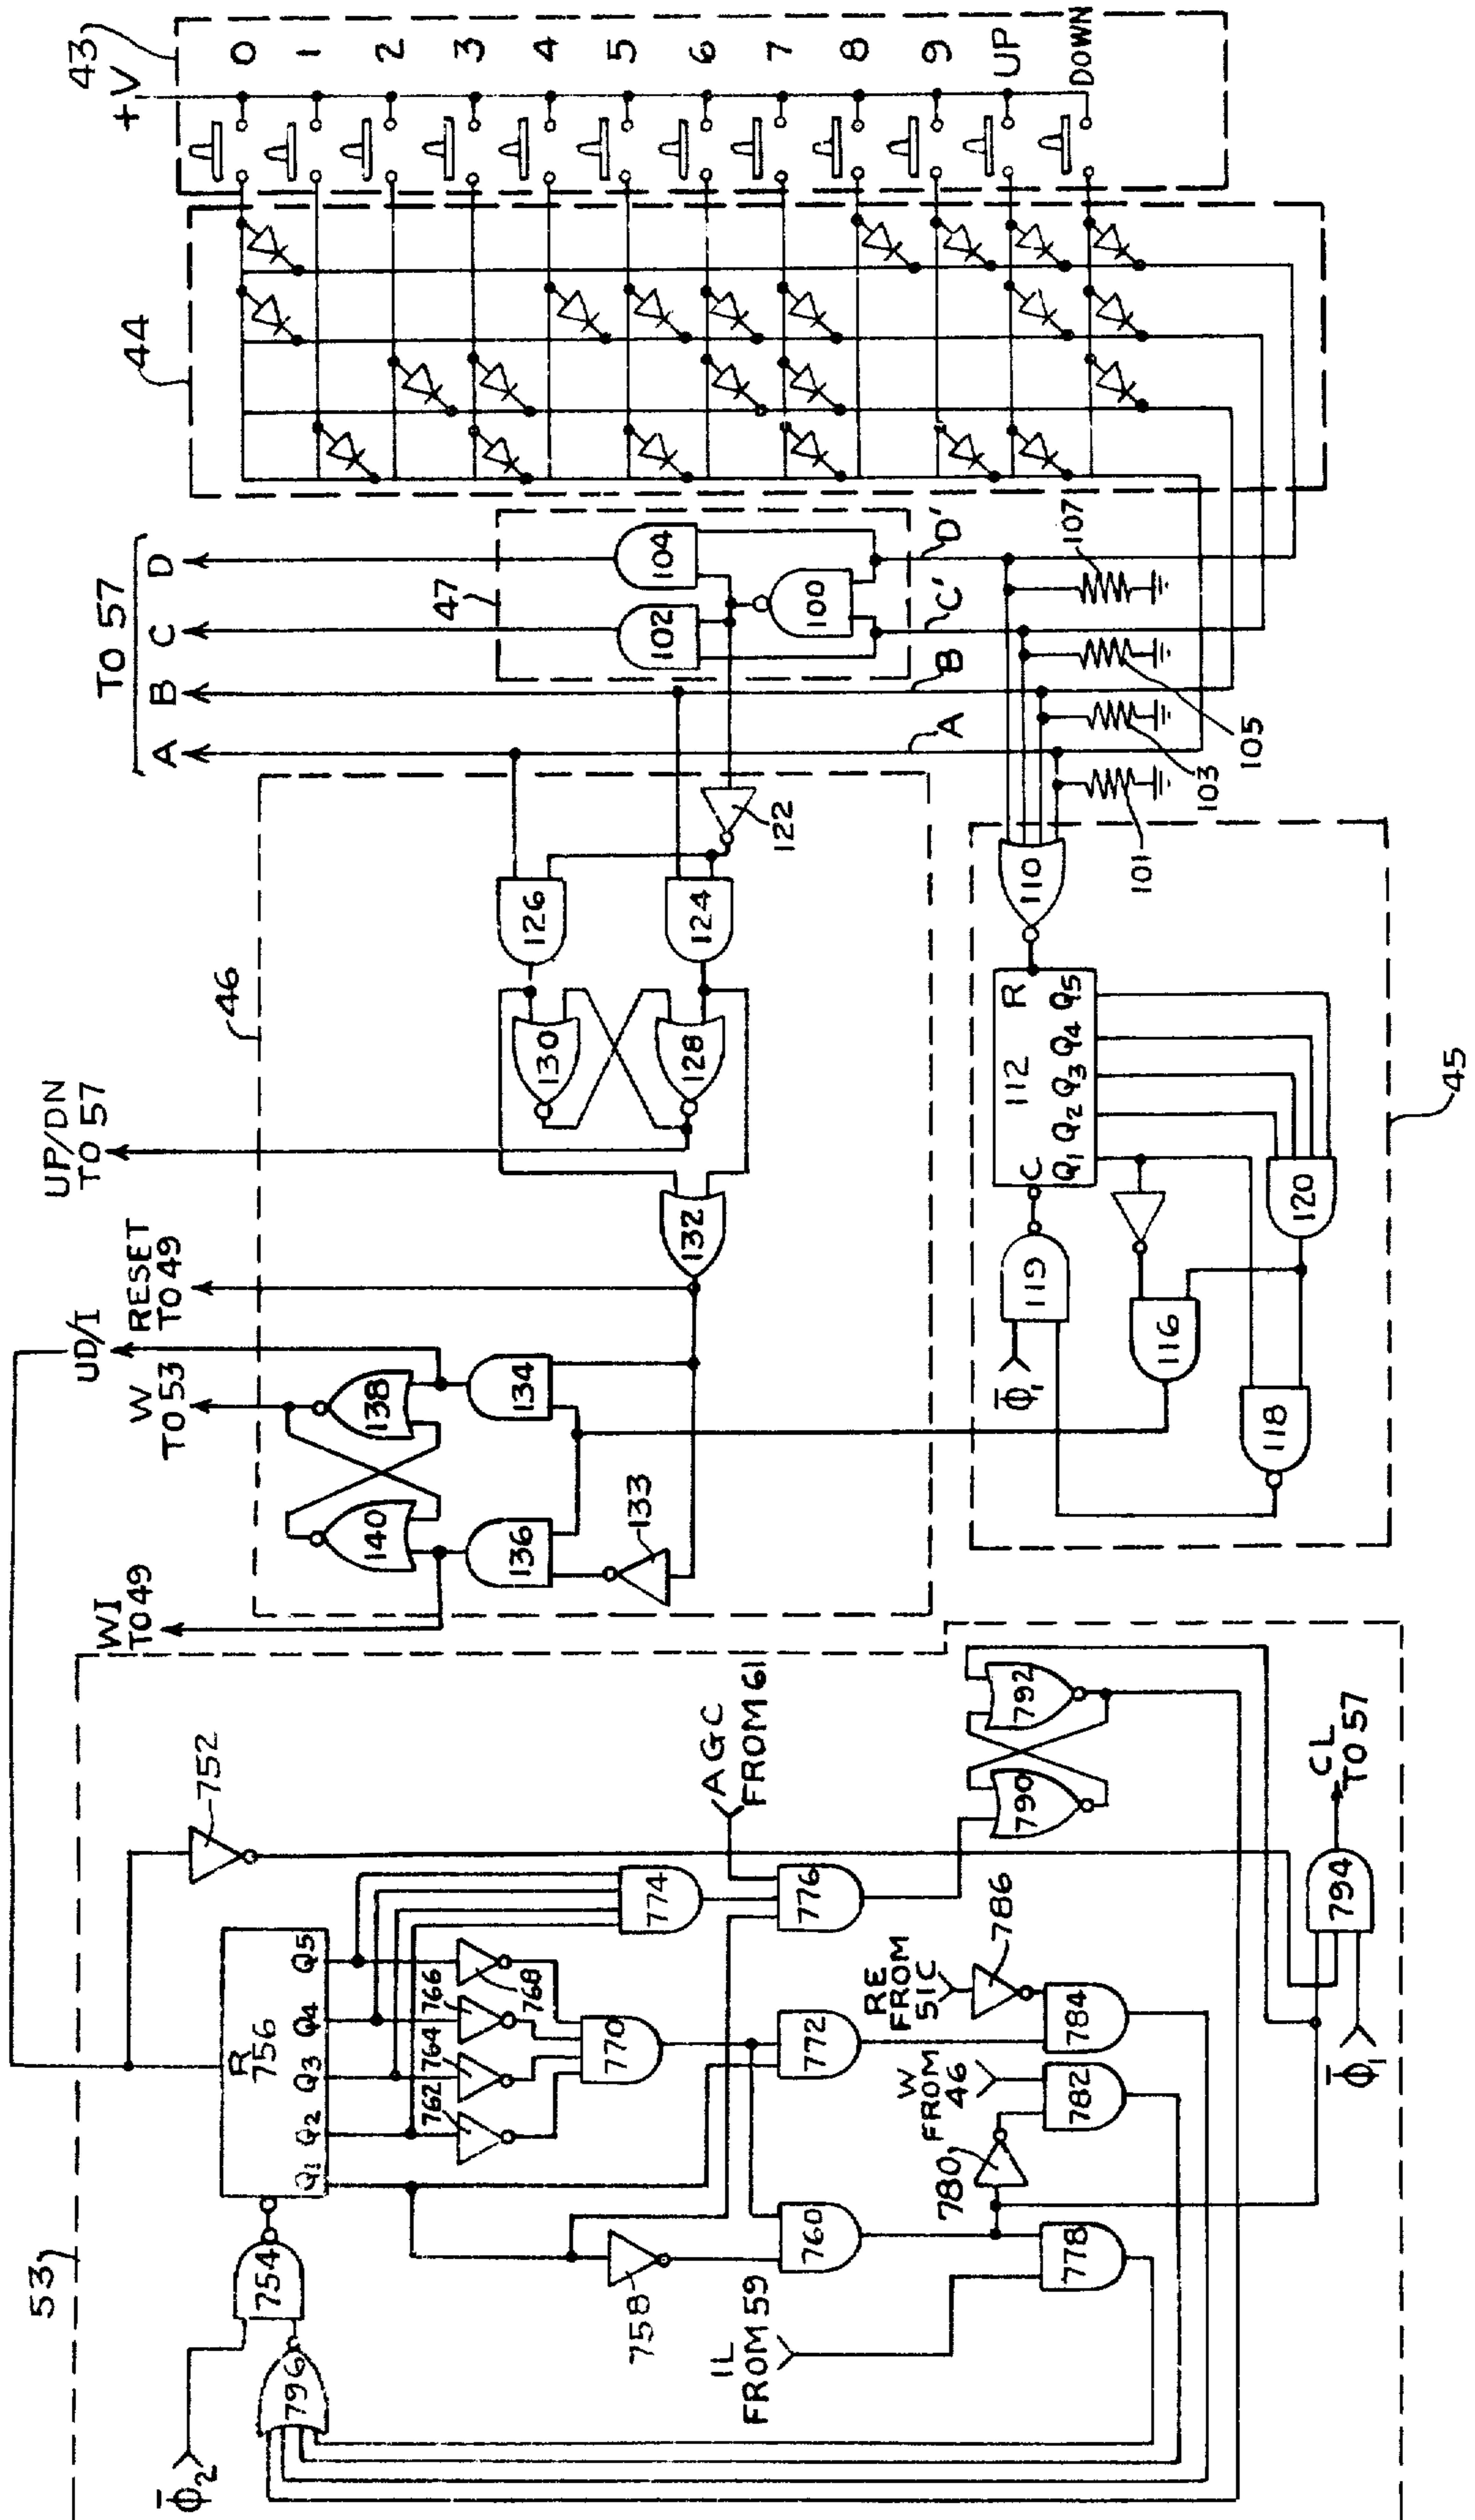 43
+V
0
1
2
3
4
5
6
7
8
9
UP
DOWN
44
TO 57
A
B
C
D
47
104
102
100
D'
C'
B
A
107
105
103
101
46
122
126
124
130
128
132
UP/DN
TO 57
RESET
TO 49
UD/I
W
TO 53
WI
TO 49
138
134
140
136
133
110
R
112
C
Q1 Q2 Q3 Q4 Q5
119
Φ̅1
116
120
118
45
53
752
R
756
Q1 Q2 Q3 Q4 Q5
754
796
Φ̅2
762
764
766
768
770
774
776
AGC
FROM 61
772
758
760
IL
FROM 59
778
780
W
FROM
46
782
RE
FROM
51C
786
784
790
792
794
CL
TO 57
Φ̅1